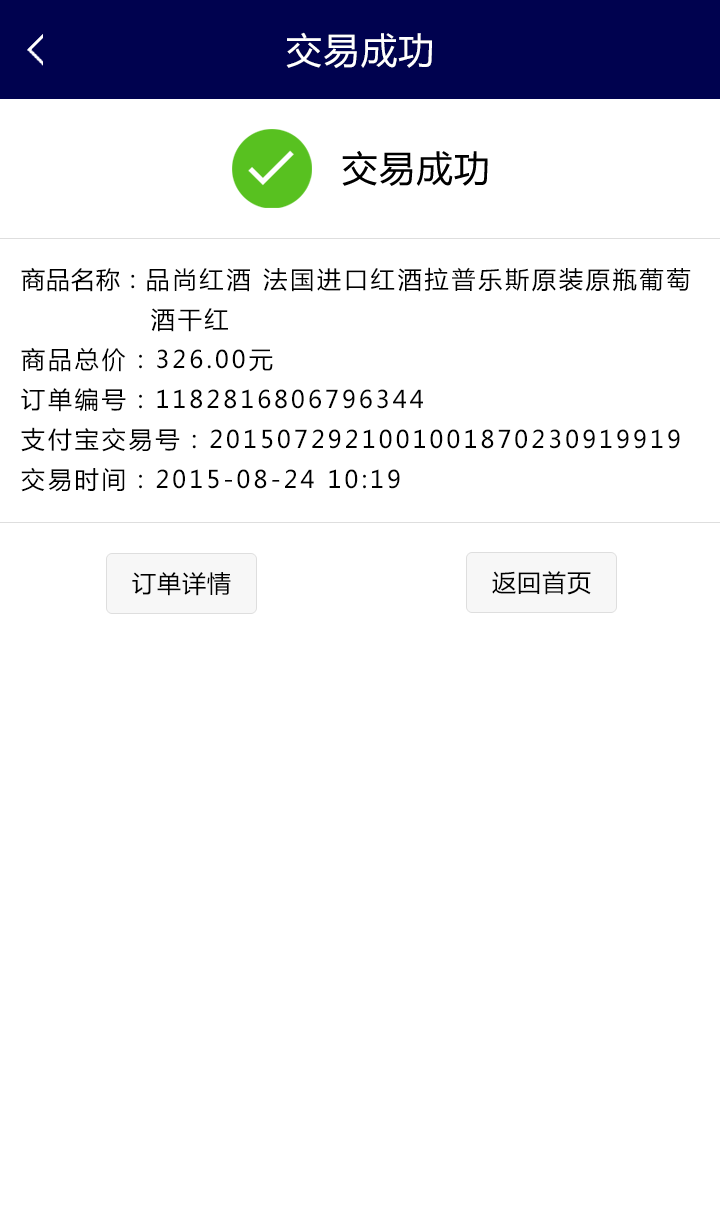 交易成功
交易成功
商品名称：品尚红酒 法国进口红酒拉普乐斯原装原瓶葡萄
酒干红
商品总价：326.00元
订单编号：1182816806796344
支付宝交易号：2015072921001001870230919919
交易时间：2015-08-24 10:19
订单详情
返回首页